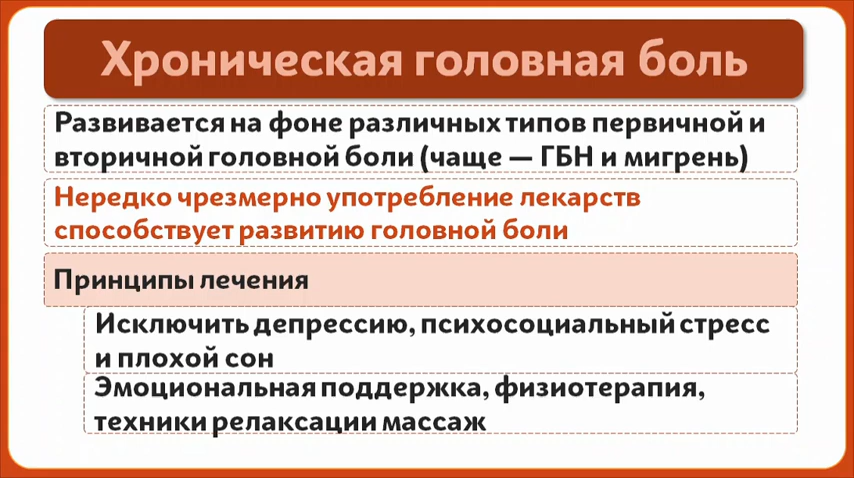 Хроническая головная боль
Развивается на фоне различных типов первичной и
вторичной головной боли (чаще — ГБН и мигрень)
Нередко чрезмерно употребление лекарств
способствует развитию головной боли
Принципы лечения
Исключить депрессию, психосоциальный стресс
и плохой сон
Эмоциональная поддержка, физиотерапия,
техники релаксации массаж